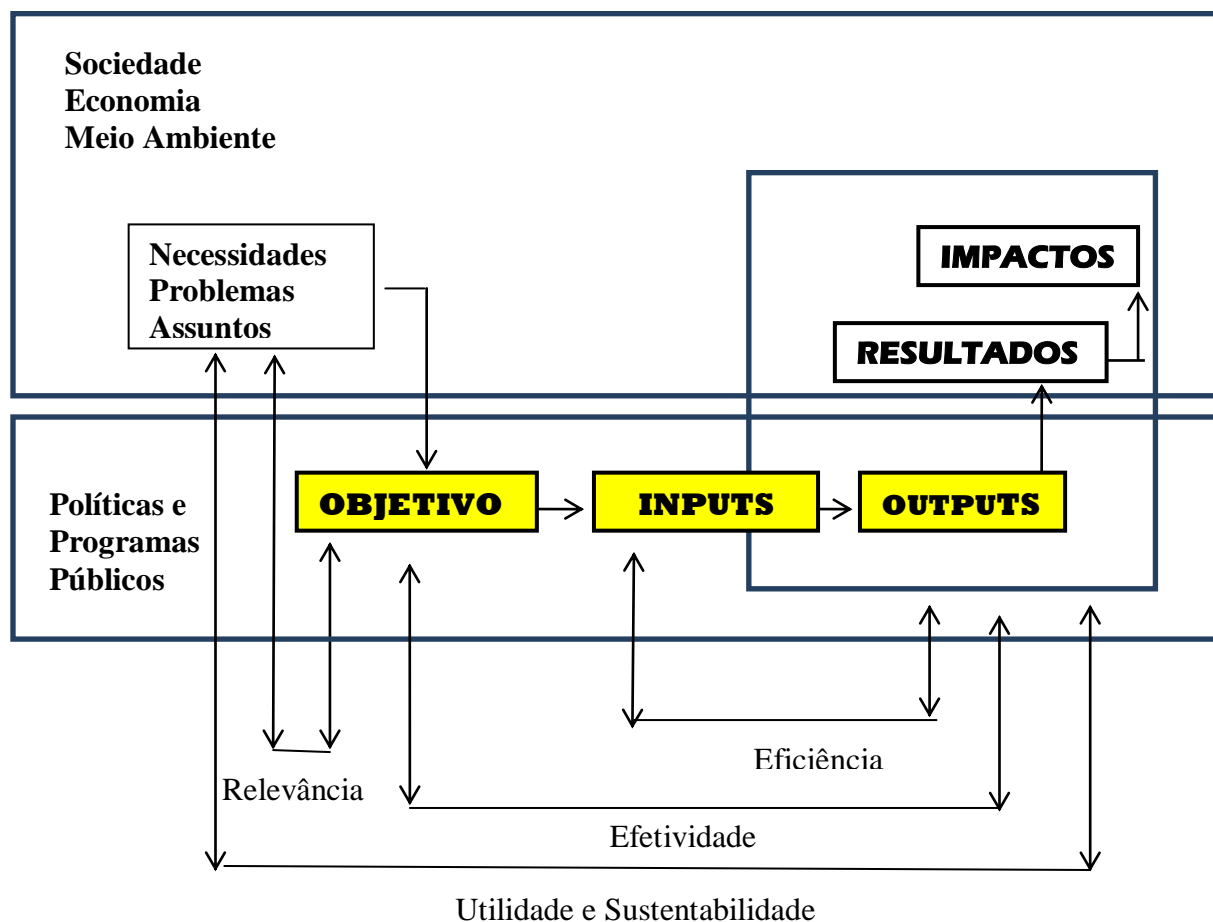 Sociedade
Economia
Meio Ambiente
Necessidades
Problemas
Assuntos
IMPACTOS
RESULTADOS
Políticas e
Programas
Públicos
OBJETIVO
INPUTS
OUTPUTS
Eficiência
Relevância
Efetividade
Utilidade e Sustentabilidade